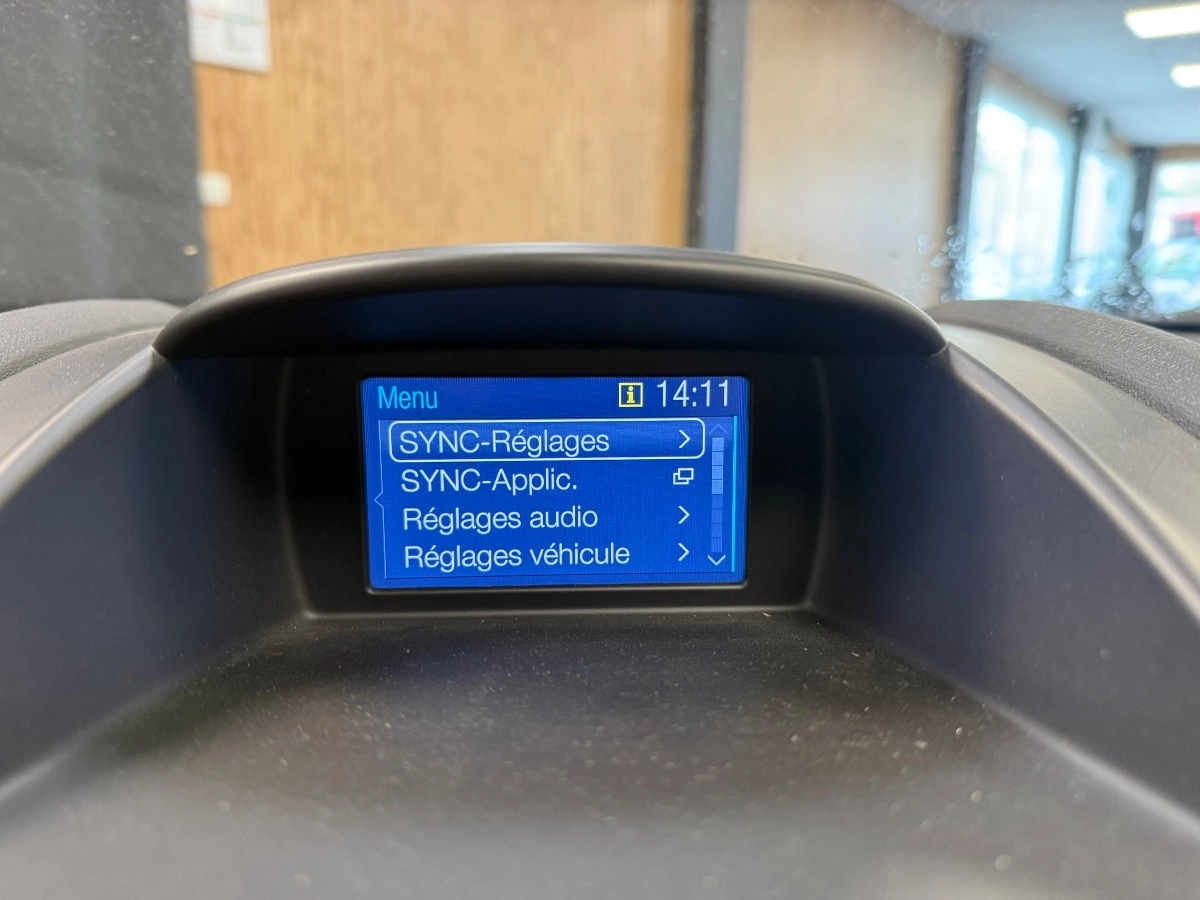 Menu i 14:11
SYNC-Réglages
SYNC-Applic.
Réglages audio
Réglages véhicule